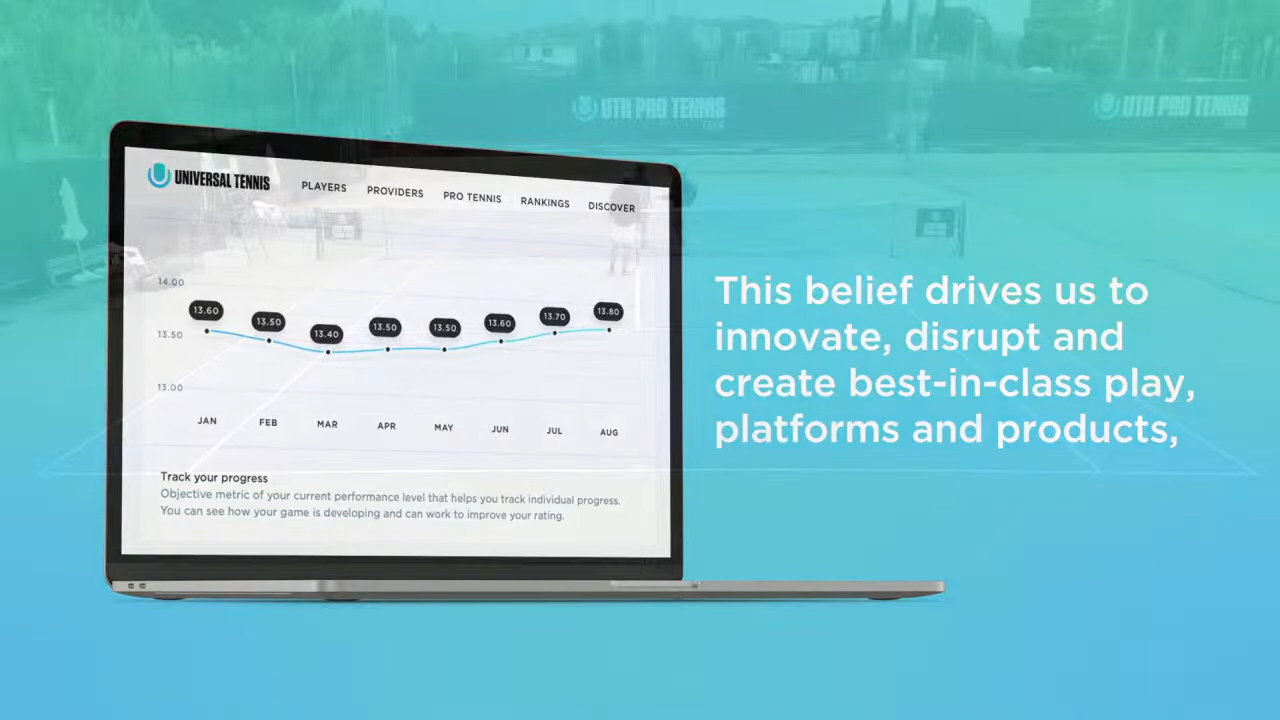 UTR PRO TENNIS
UTR PRO TENNIS
UNIVERSAL TENNIS
PLAYERS
PROVIDERS
PRO TENNIS
RANKINGS
DISCOVER
14.00
13.50
13.00
13.60
13.50
13.40
13.50
13.50
13.60
13.70
13.80
JAN
FEB
MAR
APR
MAY
JUN
JUL
AUG
Track your progress
Objective metric of your current performance level that helps you track individual progress.
You can see how your game is developing and can work to improve your rating.
This belief drives us to
innovate, disrupt and
create best-in-class play,
platforms and products,